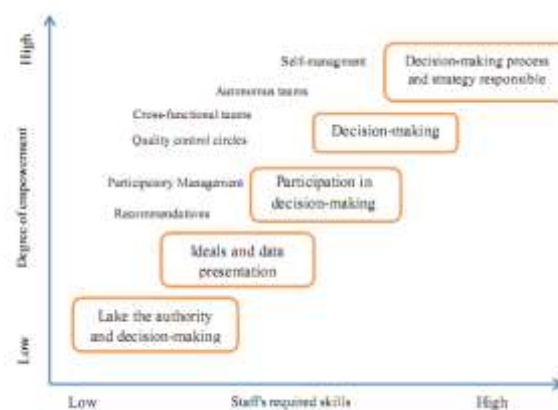 High
Self-managment
Decision-making process
and strategy responsible
Autonomous teams
Cross-functional teams
Quality control circles
Decision-making
Degree of empowerment
Participatory Management
Participation in
decision-making
Recommendations
Ideals and data
presentation
Lake the authority
and decision-making
Low
Low
Staff's required skills
High